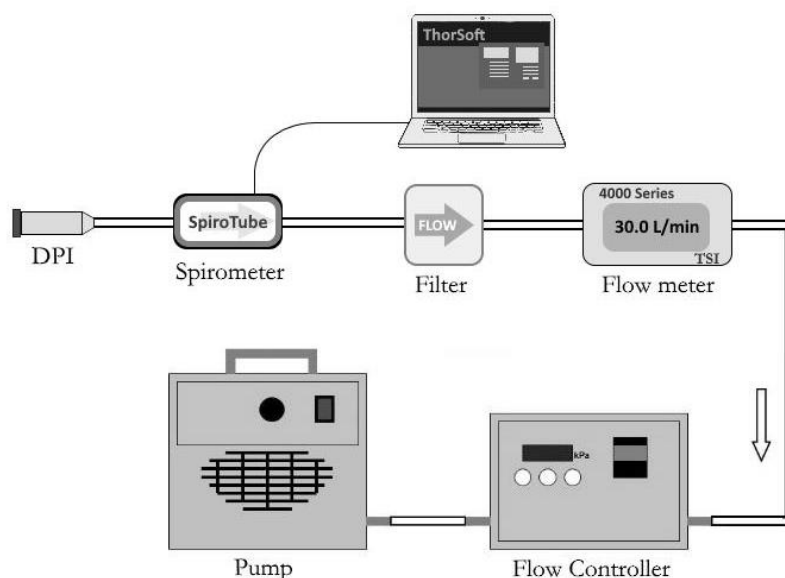 ThorSoft
SpiroTube
DPI
Spirometer
FLOW
Filter
4000 Series
30.0 L/min
TSI
Flow meter
kPa
Pump
Flow Controller